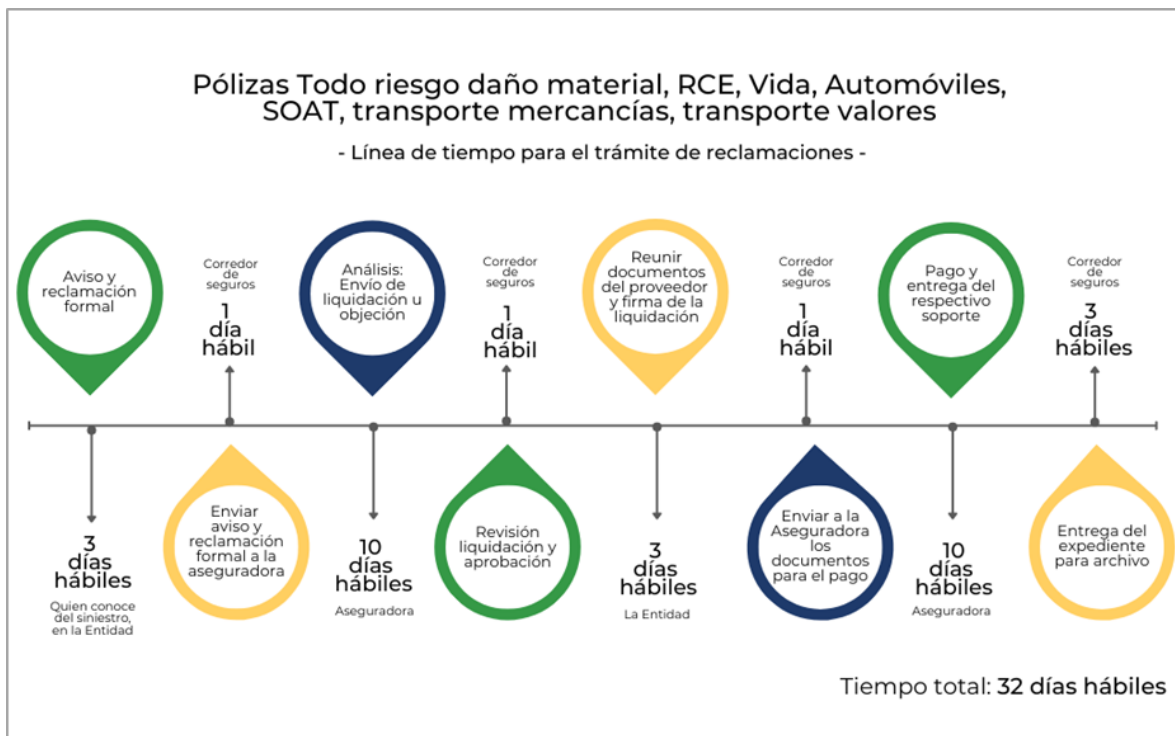 Pólizas Todo riesgo daño material, RCE, Vida, Automóviles,
SOAT, transporte mercancías, transporte valores
- Línea de tiempo para el trámite de reclamaciones -
Aviso y
reclamación
formal
3
días
hábiles
Quien conoce
del siniestro,
en la Entidad
Corredor
de
seguros
1
día
hábil
Enviar
aviso y
reclamación
formal a la
aseguradora
Análisis:
Envío de
liquidación u
objeción
10
días
hábiles
Aseguradora
Corredor
de
seguros
1
día
hábil
Revisión
liquidación y
aprobación
Reunir
documentos
del proveedor
y firma de la
liquidación
3
días
hábiles
La Entidad
Corredor
de
seguros
1
día
hábil
Enviar a la
Aseguradora
los
documentos
para el pago
Pago y
entrega del
respectivo
soporte
10
días
hábiles
Aseguradora
Corredor
de
seguros
3
días
hábiles
Entrega del
expediente
para archivo
Tiempo total: 32 días hábiles